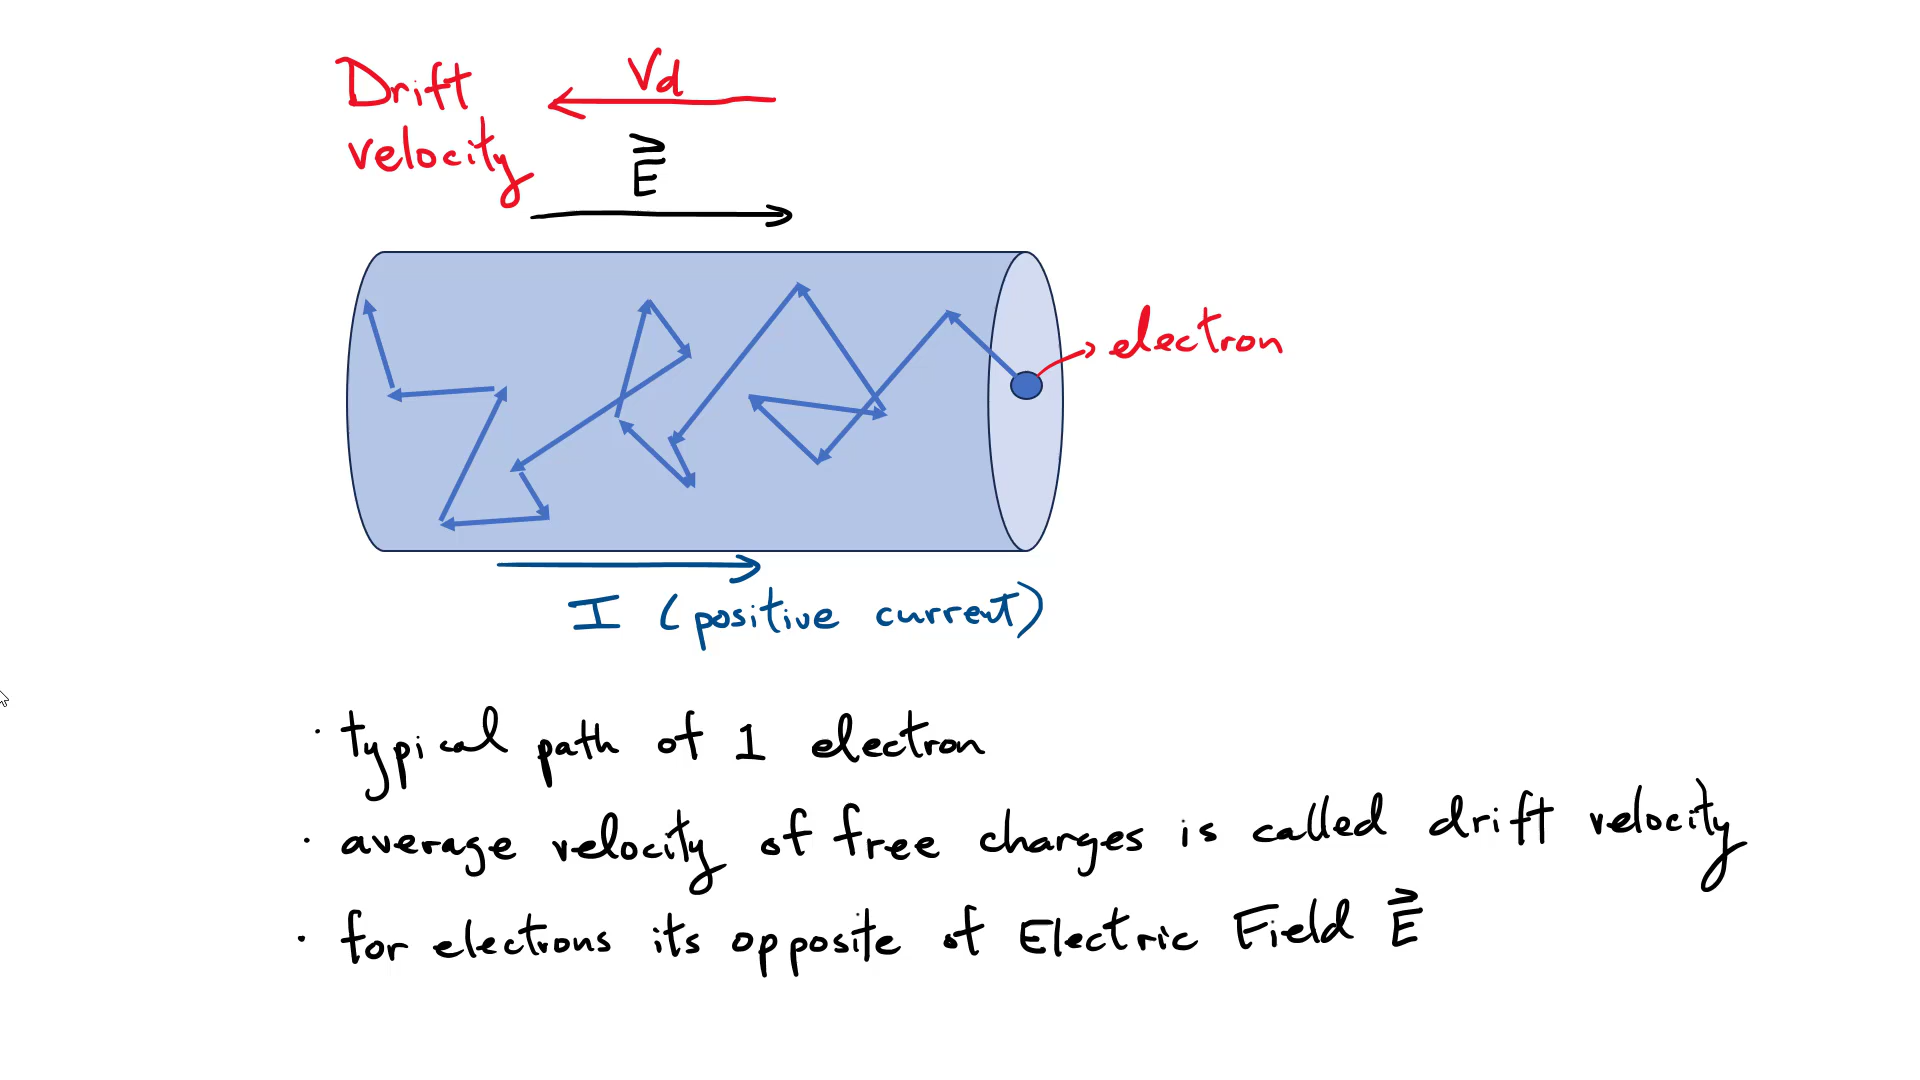 Drift
velocity
Vd
E
electron
I (positive current)
· typical path of 1 electron
· average velocity of free charges is called drift velocity
· for electrons its opposite of Electric Field E